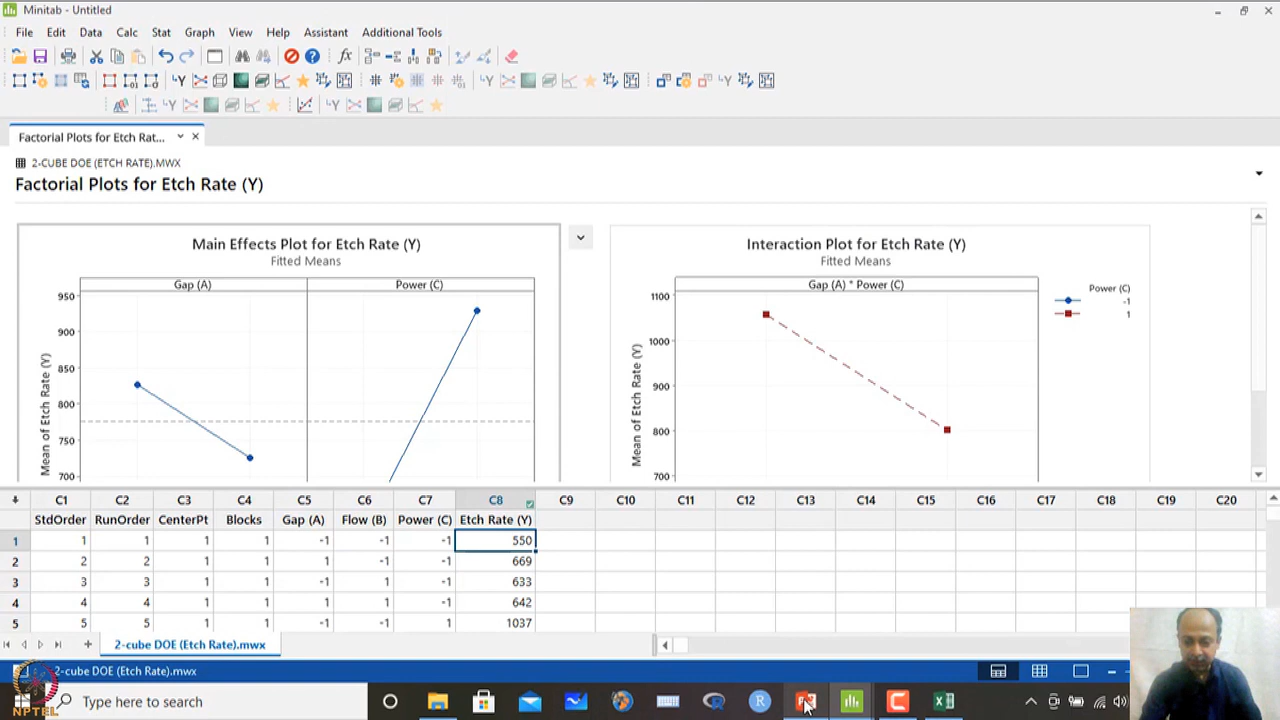 Minitab - Untitled
File Edit Data Calc Stat Graph View Help Assistant Additional Tools
Factorial Plots for Etch Rat...
2-CUBE DOE (ETCH RATE).MWX
Factorial Plots for Etch Rate (Y)
Main Effects Plot for Etch Rate (Y)
Fitted Means
Gap (A) Power (C)
950
900
850
800
750
700
Mean of Etch Rate (Y)
Interaction Plot for Etch Rate (Y)
Fitted Means
Gap (A) * Power (C)
1100
1000
900
800
700
Mean of Etch Rate (Y)
Power (C)
-1
1
C1 C2 C3 C4 C5 C6 C7 C8 C9 C10 C11 C12 C13 C14 C15 C16 C17 C18 C19 C20
StdOrder RunOrder CenterPt Blocks Gap (A) Flow (B) Power (C) Etch Rate (Y)
1 1 1 1 1 -1 -1 -1 550
2 2 2 1 1 1 -1 -1 669
3 3 3 1 1 -1 1 -1 633
4 4 4 1 1 1 1 -1 642
5 5 5 1 1 -1 -1 1 1037
2-cube DOE (Etch Rate).mwx
2-cube DOE (Etch Rate).mwx
Type here to search
NPTEL